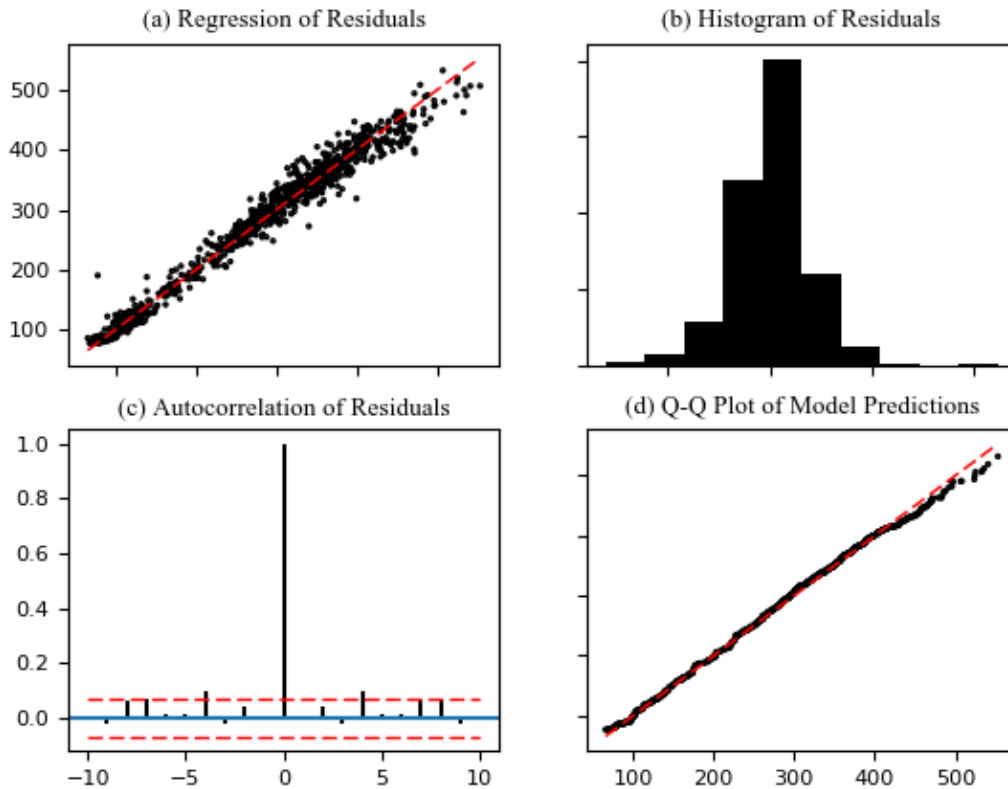 (a) Regression of Residuals
(b) Histogram of Residuals
500
400
300
200
100
(c) Autocorrelation of Residuals
(d) Q-Q Plot of Model Predictions
1.0
0.8
0.6
0.4
0.2
0.0
−10 −5 0 5 10
100 200 300 400 500